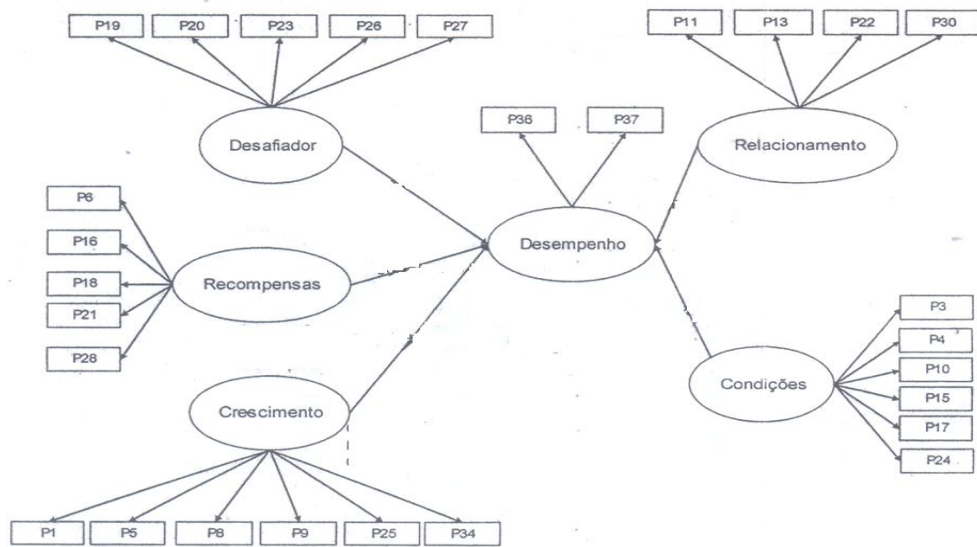 P19 P20 P23 P26 P27
P11 P13 P22 P30
Desafiador
P36 P37
Relacionamento
P6
P16
P18
P21
P28
Recompensas
Desempenho
P3
P4
P10
P15
P17
P24
Condições
Crescimento
P1 P5 P8 P9 P25 P34